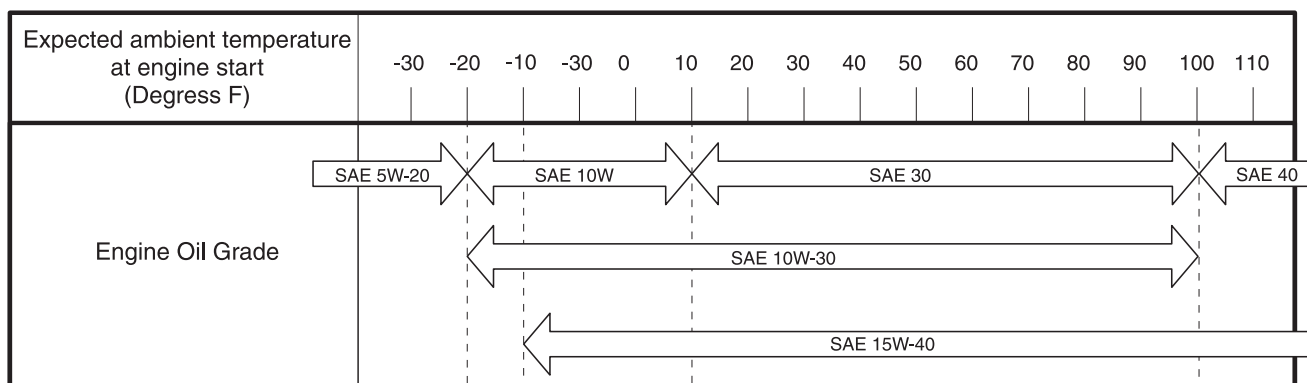 Expected ambient temperature
at engine start
(Degress F)
-30 -20 -10 -30 0 10 20 30 40 50 60 70 80 90 100 110
SAE 5W-20 SAE 10W SAE 30 SAE 40
Engine Oil Grade
SAE 10W-30
SAE 15W-40